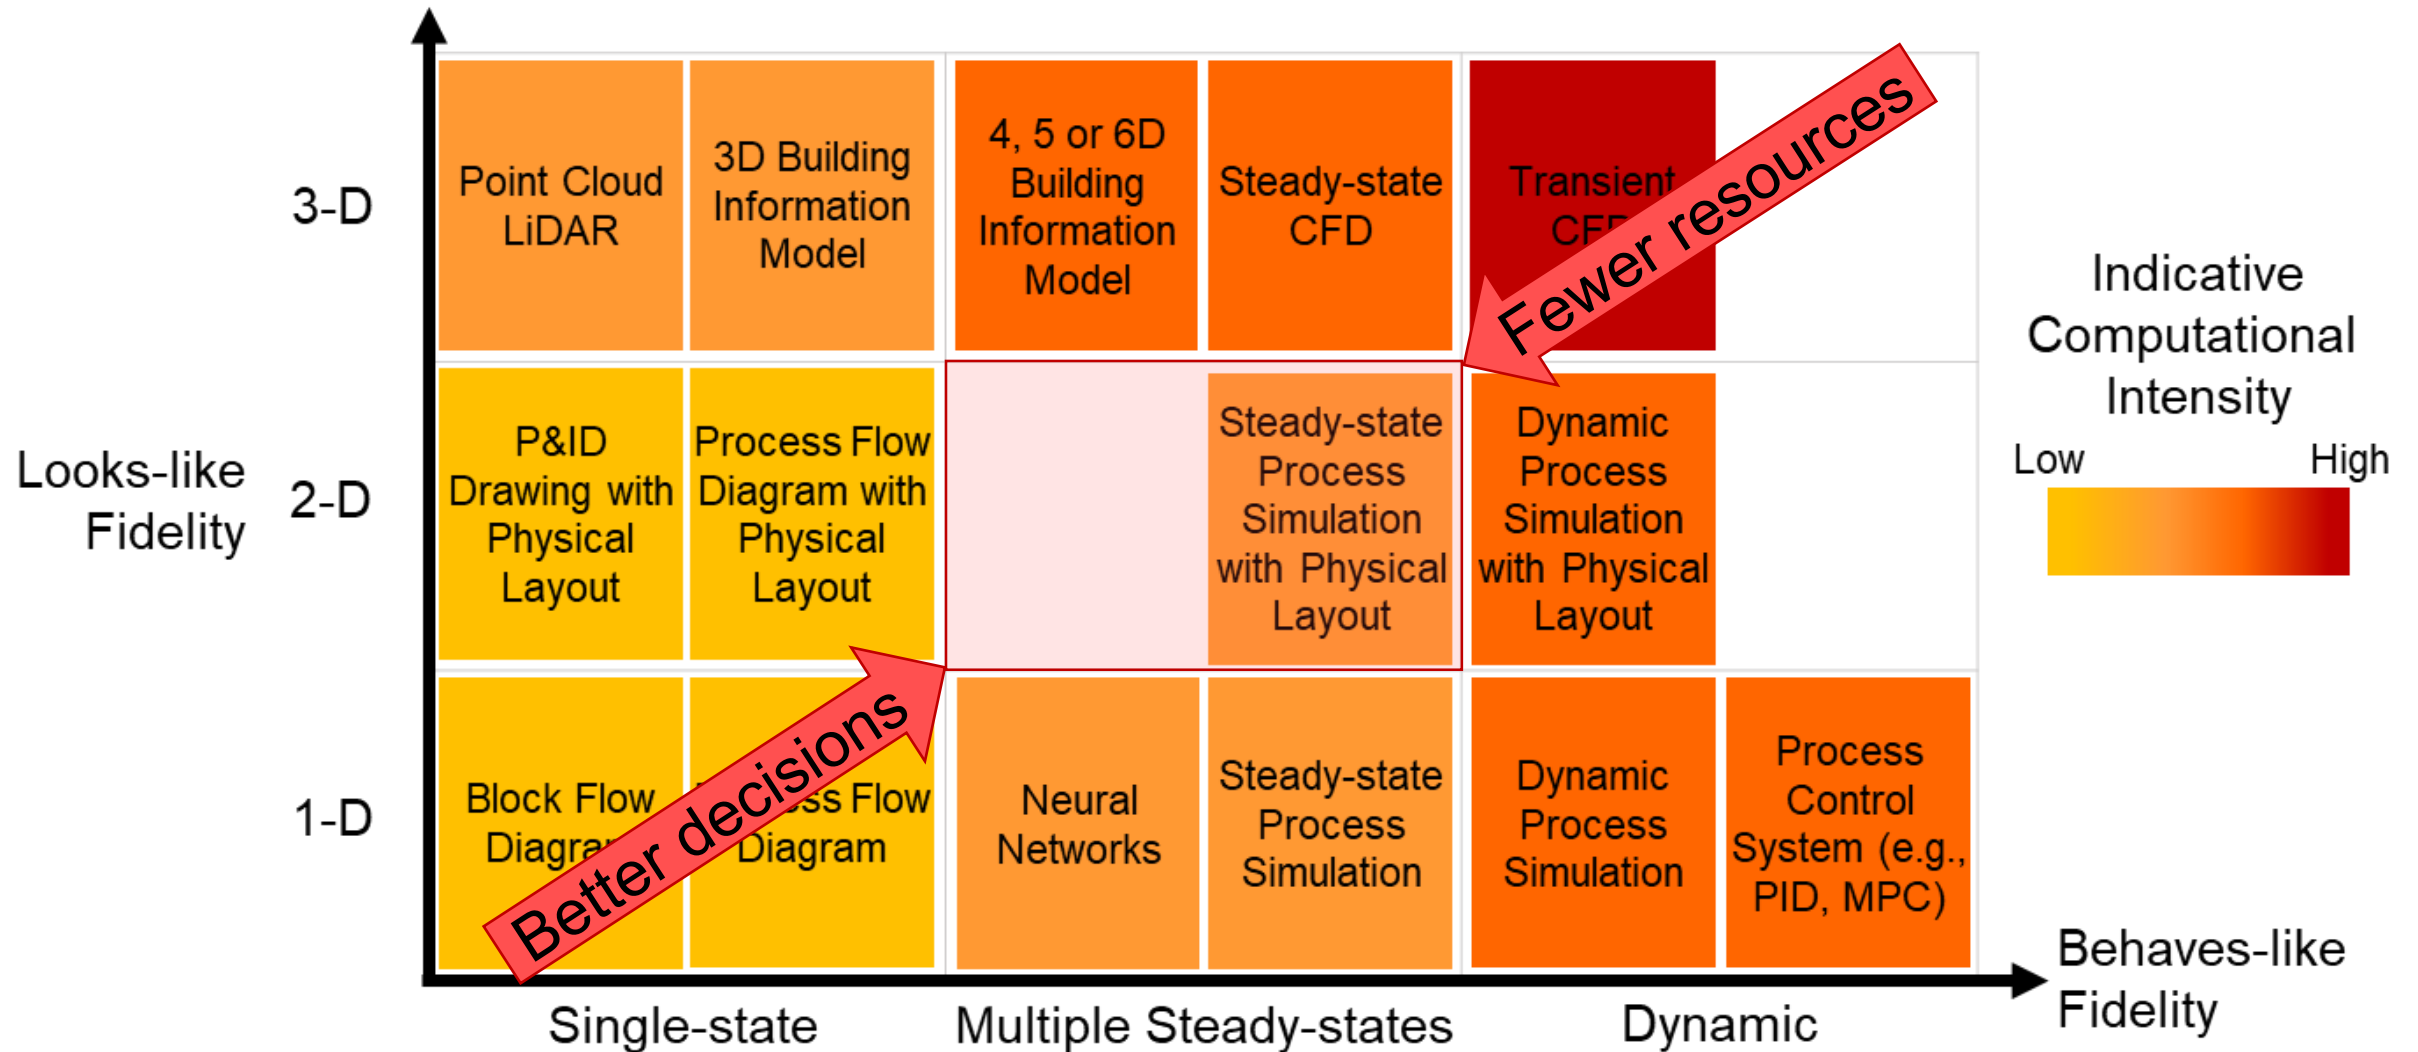 Point Cloud
LiDAR
3D Building
Information
Model
4, 5 or 6D
Building
Information
Model
Steady-state
CFD
Transient
Fewer resources
3-D
P&ID
Drawing with
Physical
Layout
Process Flow
Diagram with
Physical
Layout
Steady-state
Process
Simulation
with Physical
Layout
Dynamic
Process
Simulation
with Physical
Layout
Looks-like
Fidelity
2-D
Block Flow
Diagram
Flow
Diagram
Better decisions
Neural
Networks
Steady-state
Process
Simulation
Dynamic
Process
Simulation
Process
Control
System (e.g.,
PID, MPC)
1-D
Single-state
Multiple Steady-states
Dynamic
Behaves-like
Fidelity
Indicative
Computational
Intensity
Low
High